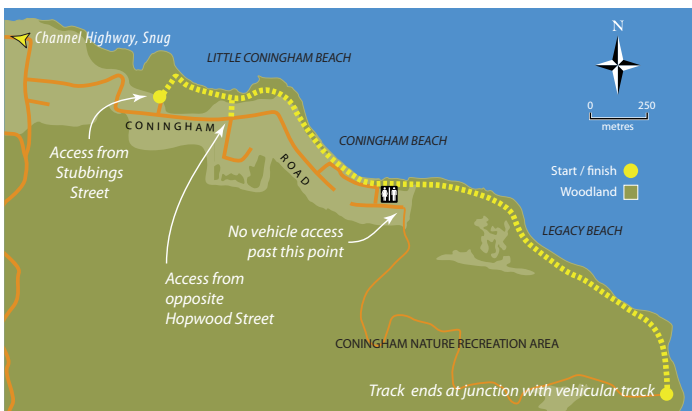 Channel Highway, Snug
N
LITTLE CONINGHAM BEACH
0 250
metres
CONINGHAM
ROAD
CONINGHAM BEACH
Access from
Stubbings
Street
Start / finish
Woodland
No vehicle access
past this point
LEGACY BEACH
Access from
opposite
Hopwood Street
CONINGHAM NATURE RECREATION AREA
Track ends at junction with vehicular track